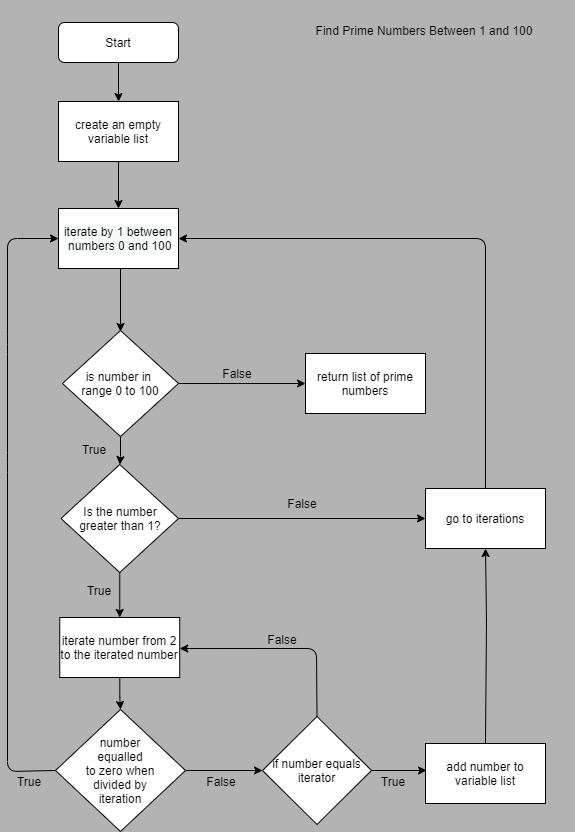 Find Prime Numbers Between 1 and 100
Start
create an empty
variable list
iterate by 1 between
numbers 0 and 100
is number in
range 0 to 100
False
return list of prime
numbers
True
Is the number
greater than 1?
False
go to iterations
True
iterate number from 2
to the iterated number
False
number
equalled
to zero when
divided by
iteration
True
False
if number equals
iterator
True
add number to
variable list